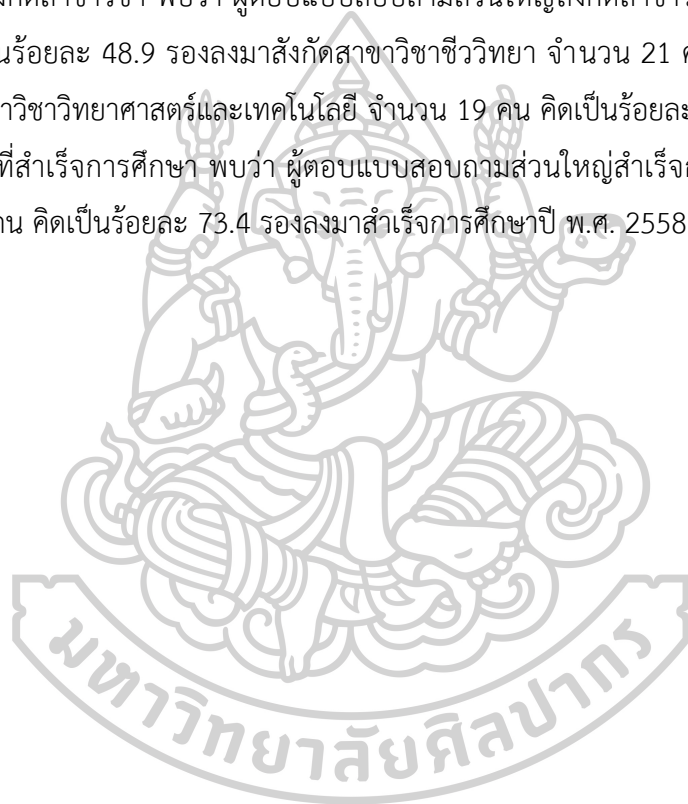 นร้อยละ 48.9 รองลงมาสังกัดสาขาวิชาชีววิทยา จำนวน 21
าวิชาวิทยาศาสตร์และเทคโนโลยี จำนวน 19 คน คิดเป็นร้อยละ
ที่สำเร็จการศึกษา พบว่า ผู้ตอบแบบสอบถามส่วนใหญ่สำเร็จ
าน คิดเป็นร้อยละ 73.4 รองลงมาสำเร็จการศึกษาปี พ.ศ. 2558
มหาวิทยาลัยศิลปากร